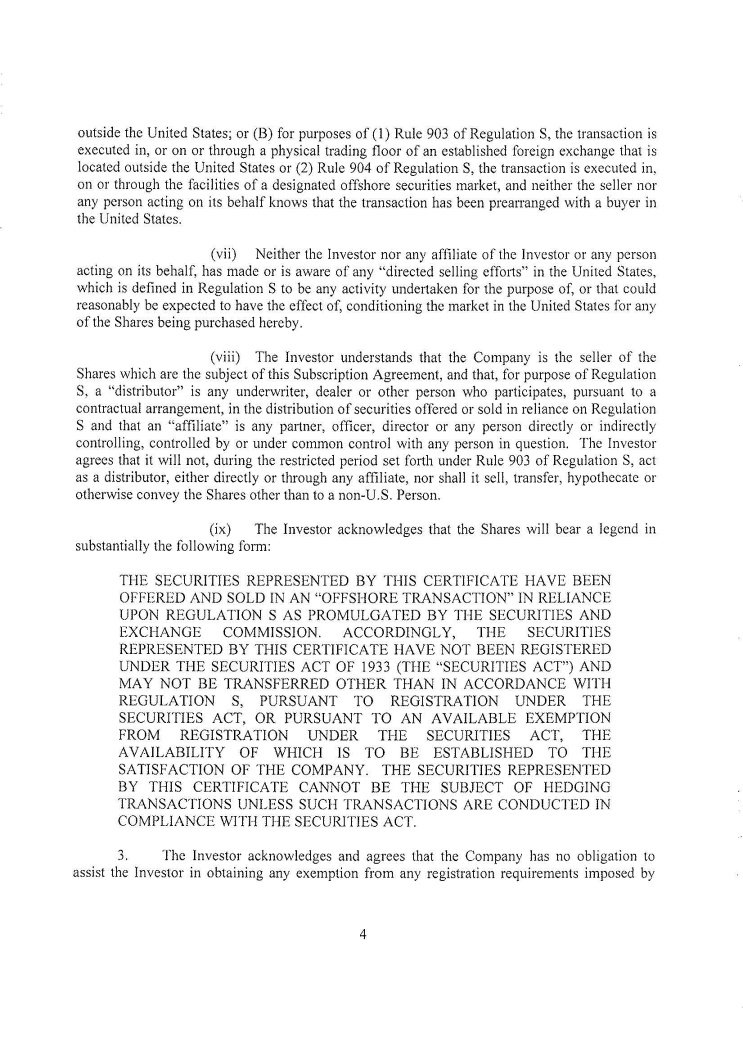 outside the United States; or (B) for purposes of (1) Rule 903 of Regulation S, the transaction is
executed in, or on or through a physical trading floor of an established foreign exchange that is
located outside the United States or (2) Rule 904 of Regulation S, the transaction is executed in,
on or through the facilities of a designated offshore securities market, and neither the seller nor
any person acting on its behalf knows that the transaction has been prearranged with a buyer in
the United States.
(vii) Neither the Investor nor any affiliate of the Investor or any person
acting on its behalf, has made or is aware of any “directed selling efforts” in the United States,
which is defined in Regulation S to be any activity undertaken for the purpose of, or that could
reasonably be expected to have the effect of, conditioning the market in the United States for any
of the Shares being purchased hereby.
(viii) The Investor understands that the Company is the seller of the
Shares which are the subject of this Subscription Agreement, and that, for purpose of Regulation
S, a “distributor” is any underwriter, dealer or other person who participates, pursuant to a
contractual arrangement, in the distribution of securities offered or sold in reliance on Regulation
S and that an “affiliate” is any partner, officer, director or any person directly or indirectly
controlling, controlled by or under common control with any person in question. The Investor
agrees that it will not, during the restricted period set forth under Rule 903 of Regulation S, act
as a distributor, either directly or through any affiliate, nor shall it sell, transfer, hypothecate or
otherwise convey the Shares other than to a non-U.S. Person.
(ix) The Investor acknowledges that the Shares will bear a legend in
substantially the following form:
THE SECURITIES REPRESENTED BY THIS CERTIFICATE HAVE BEEN
OFFERED AND SOLD IN AN “OFFSHORE TRANSACTION” IN RELIANCE
UPON REGULATION S AS PROMULGATED BY THE SECURITIES AND
EXCHANGE COMMISSION. ACCORDINGLY, THE SECURITIES
REPRESENTED BY THIS CERTIFICATE HAVE NOT BEEN REGISTERED
UNDER THE SECURITIES ACT OF 1933 (THE “SECURITIES ACT”) AND
MAY NOT BE TRANSFERRED OTHER THAN IN ACCORDANCE WITH
REGULATION S, PURSUANT TO REGISTRATION UNDER THE
SECURITIES ACT, OR PURSUANT TO AN AVAILABLE EXEMPTION
FROM REGISTRATION UNDER THE SECURITIES ACT, THE
AVAILABILITY OF WHICH IS TO BE ESTABLISHED TO THE
SATISFACTION OF THE COMPANY. THE SECURITIES REPRESENTED
BY THIS CERTIFICATE CANNOT BE THE SUBJECT OF HEDGING
TRANSACTIONS UNLESS SUCH TRANSACTIONS ARE CONDUCTED IN
COMPLIANCE WITH THE SECURITIES ACT.
3. The Investor acknowledges and agrees that the Company has no obligation to
assist the Investor in obtaining any exemption from any registration requirements imposed by
4